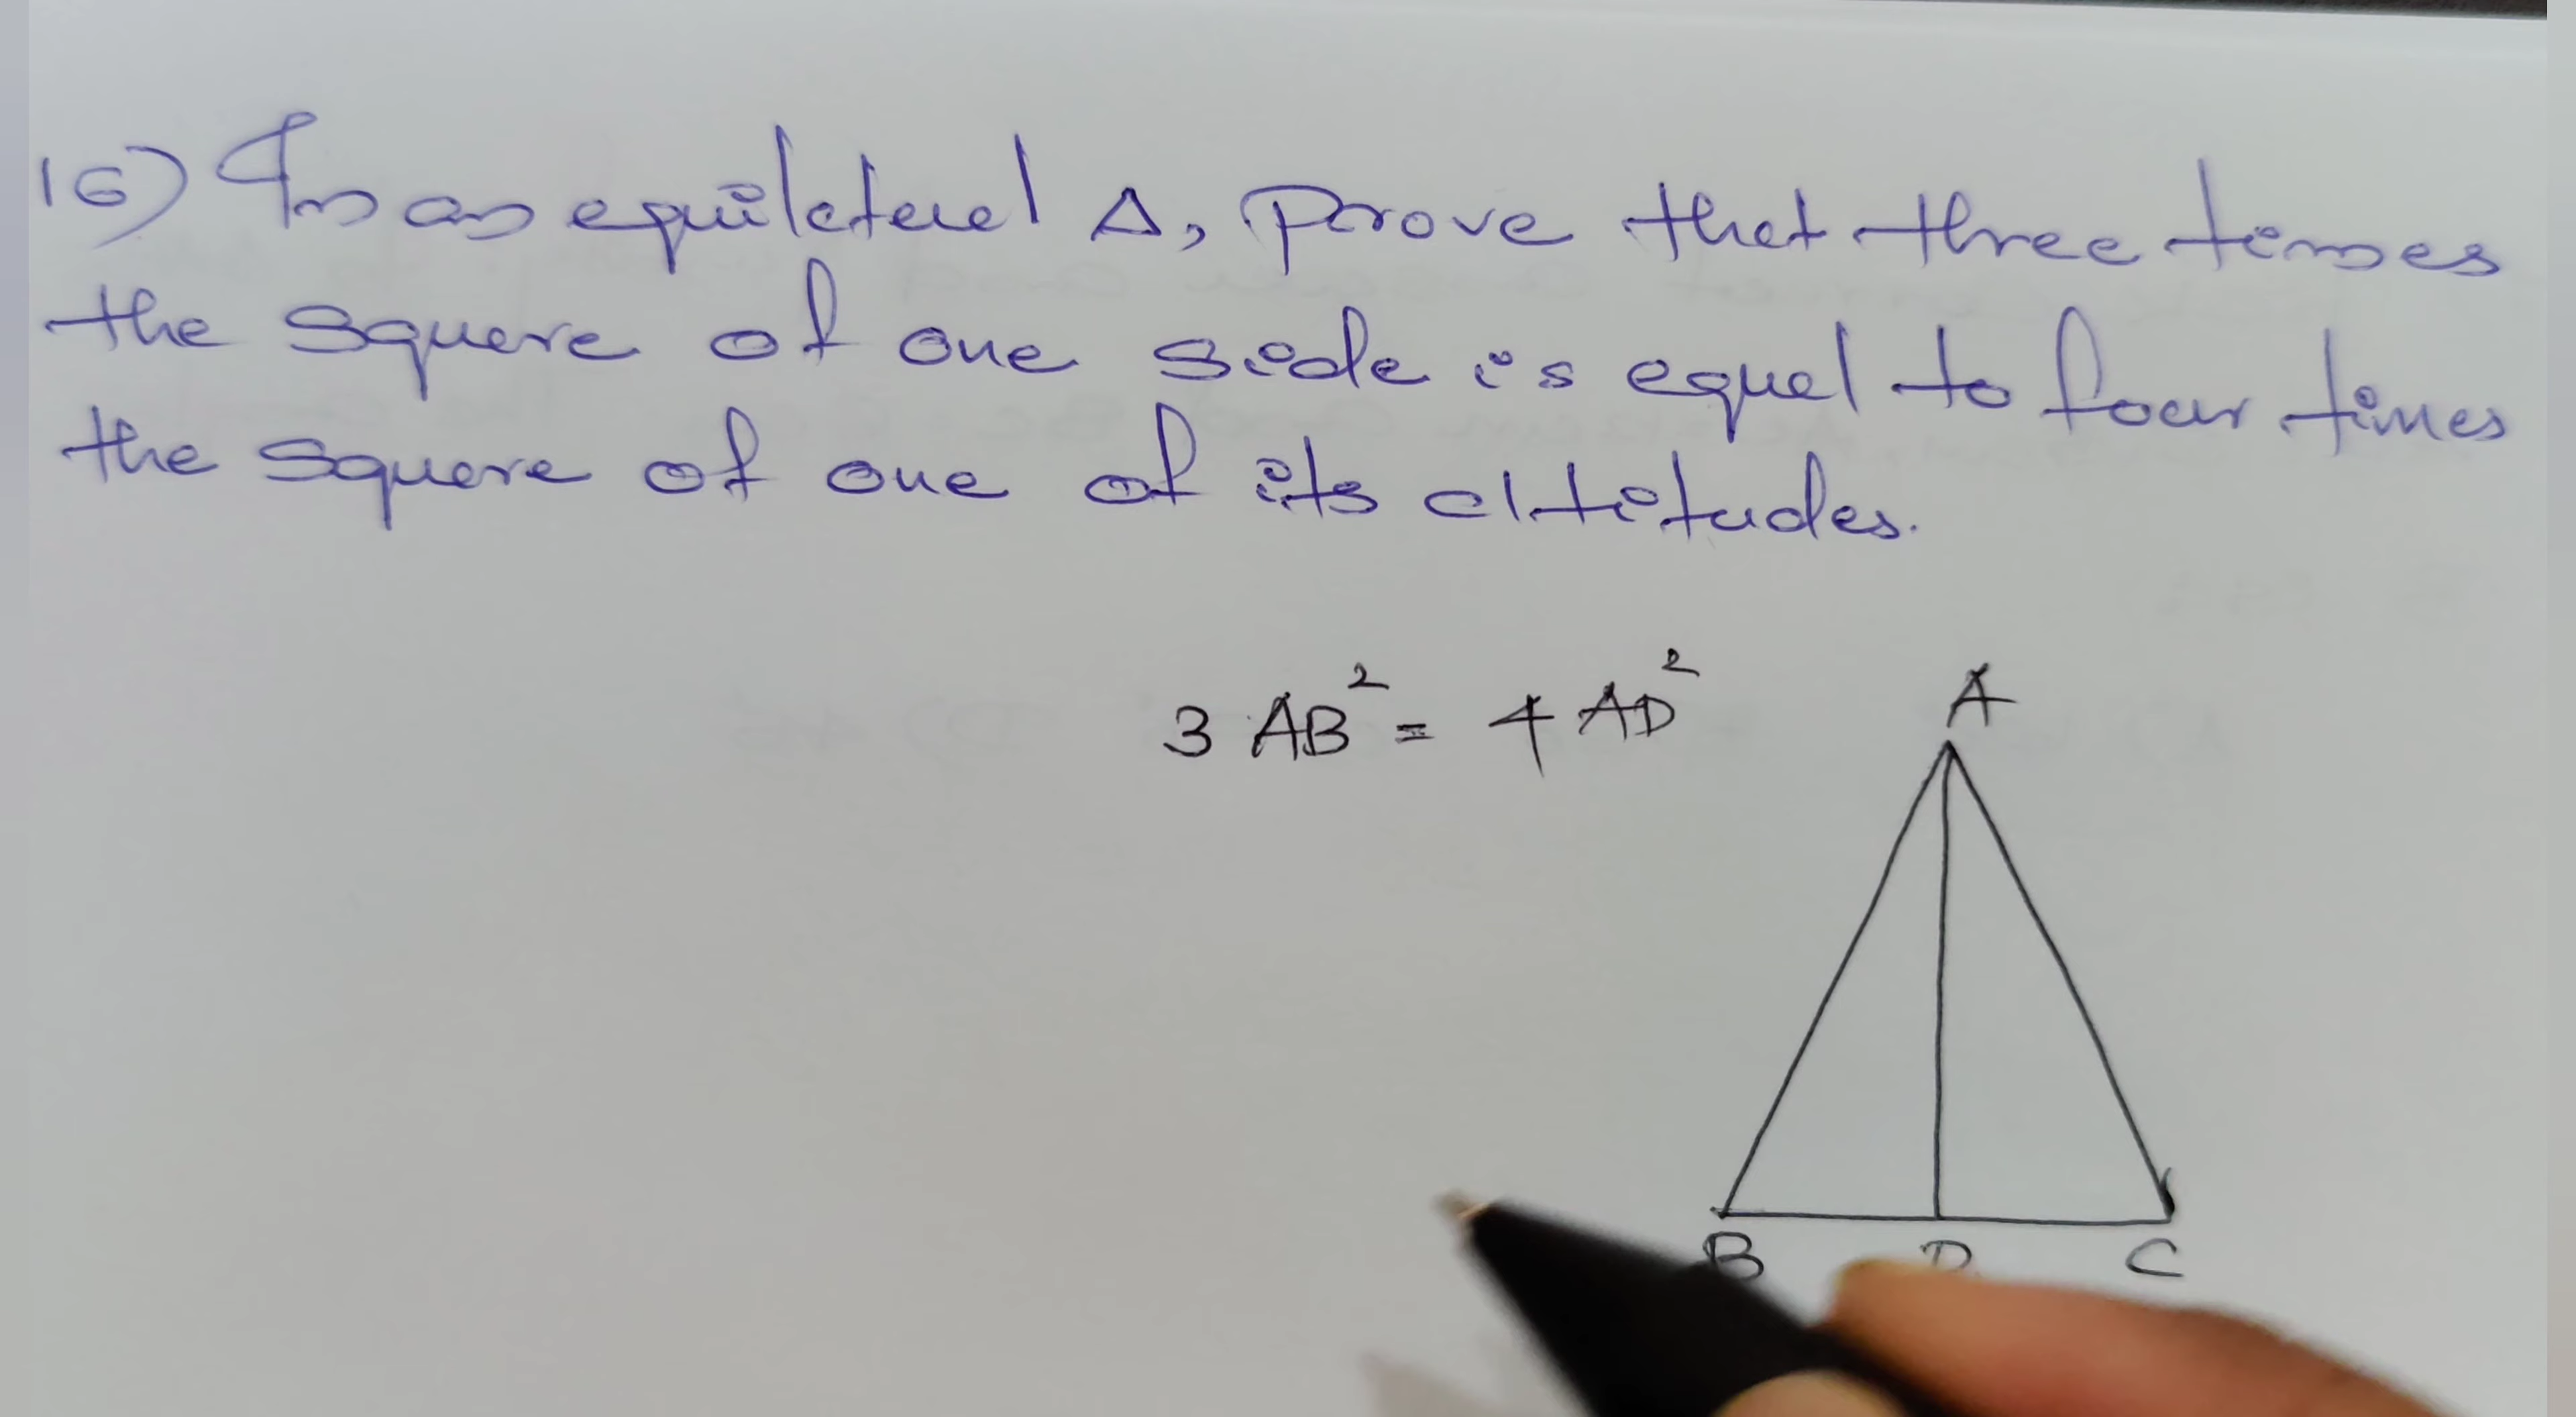 16) In an equilateral Δ, prove that three times
the square of one side is equal to four times
the square of one of its altitudes.
3 AB² = 4 AD²
A
B D C